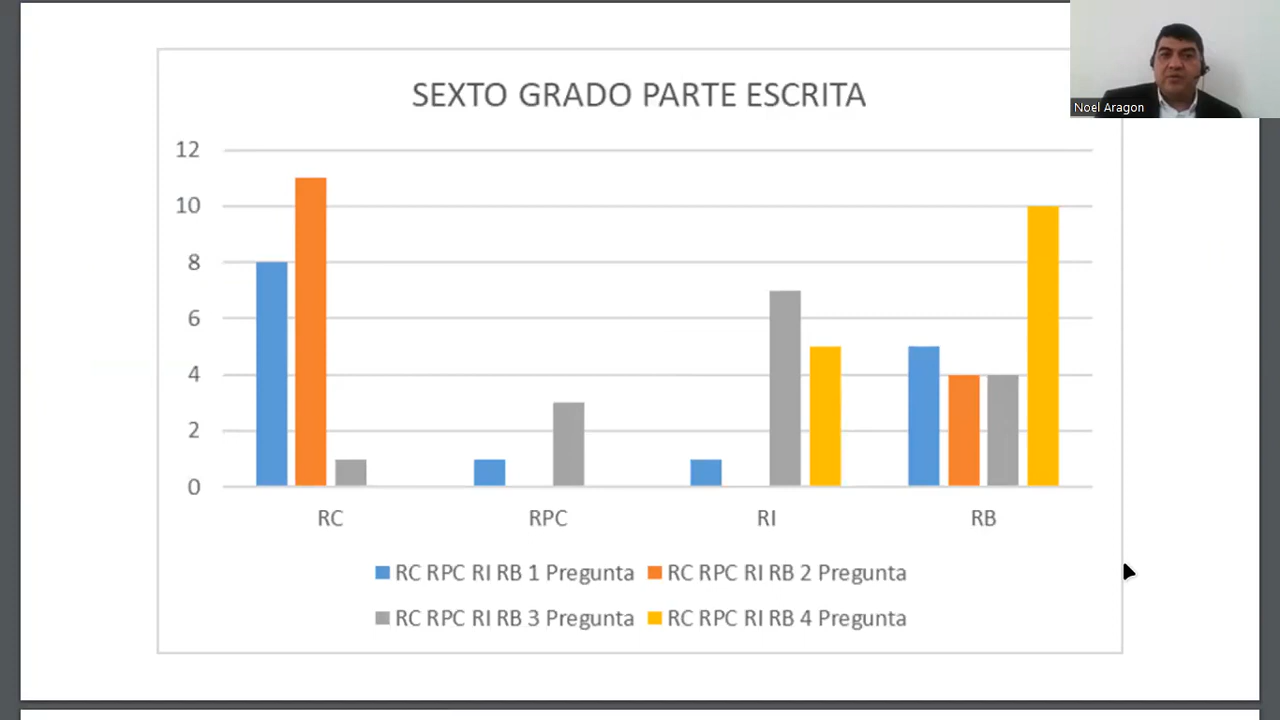 SEXTO GRADO PARTE ESCRITA
Noel Aragon
12
10
8
6
4
2
0
RC RPC RI RB
RC RPC RI RB 1 Pregunta RC RPC RI RB 2 Pregunta
RC RPC RI RB 3 Pregunta RC RPC RI RB 4 Pregunta